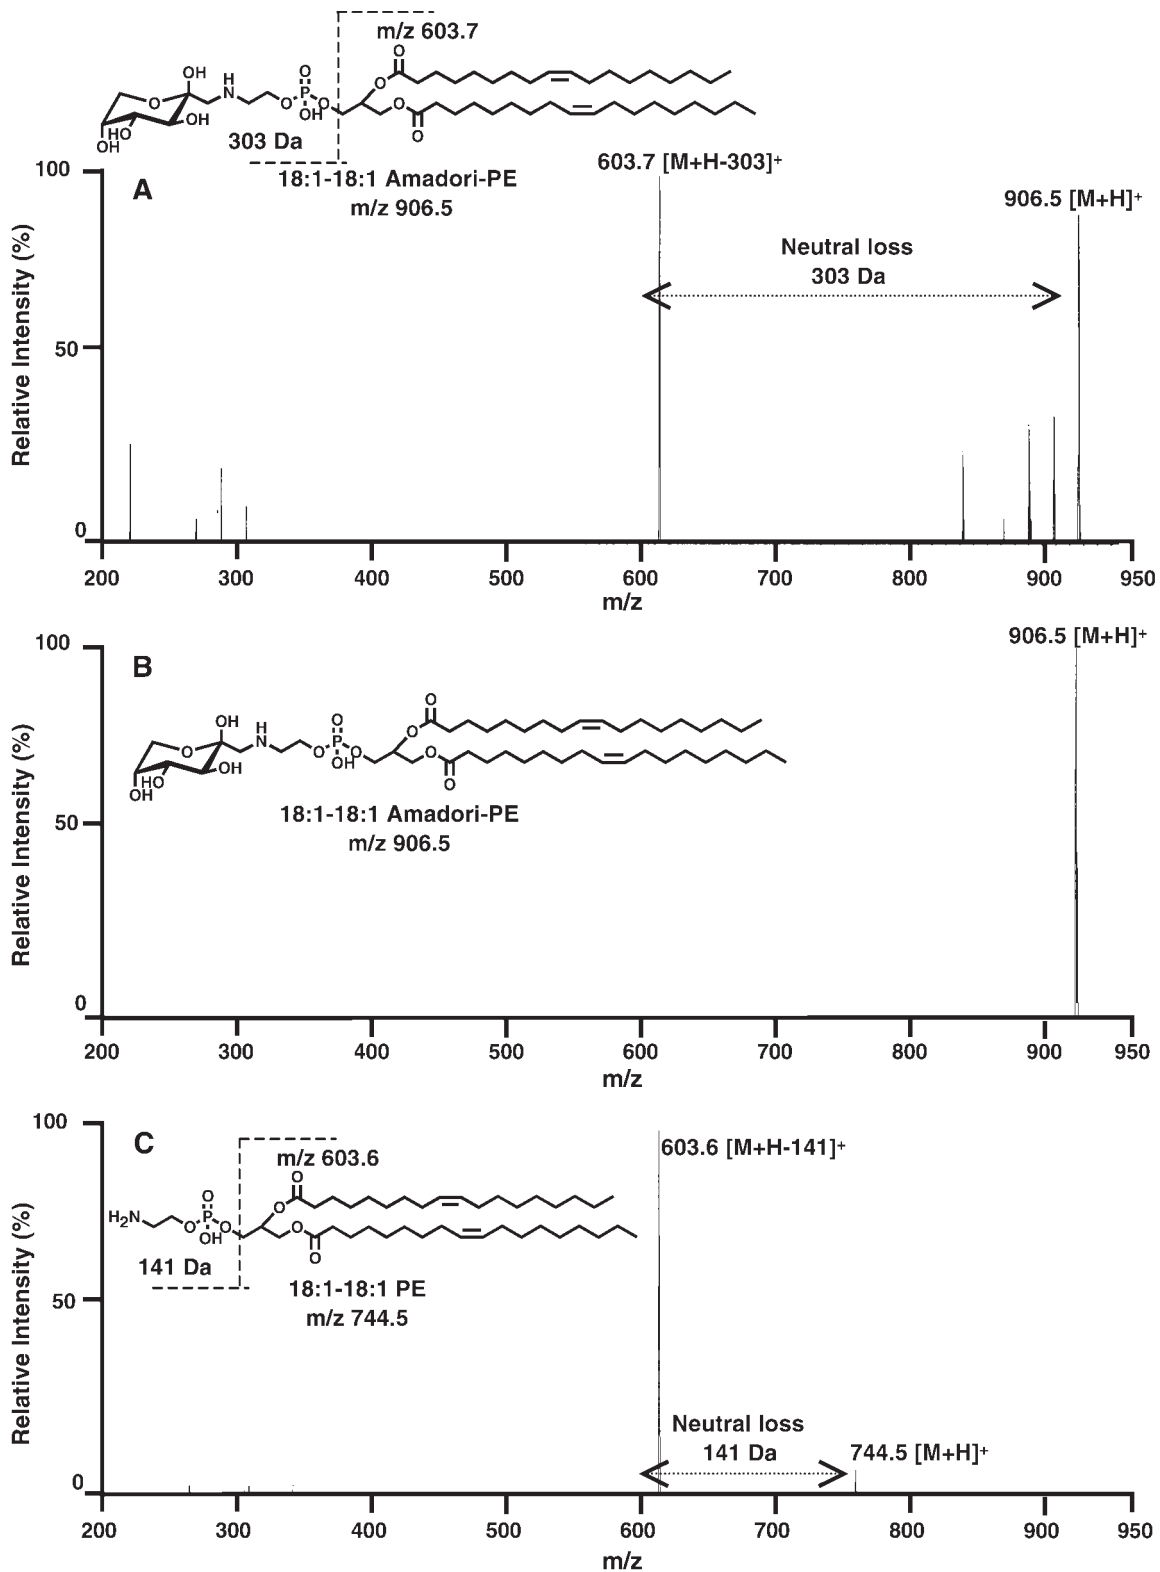 m/z 603.7
O
O
OH
H
N
O
P
O
O
O
O
OH
O
HO
OH
OH
303 Da
18:1-18:1 Amadori-PE
m/z 906.5
A
603.7 [M+H-303]+
906.5 [M+H]+
Neutral loss
303 Da
Relative Intensity (%)
100
50
0
200 300 400 500 600 700 800 900 950
m/z
B
906.5 [M+H]+
O
O
OH
H
N
O
P
O
O
O
O
OH
O
HO
OH
OH
18:1-18:1 Amadori-PE
m/z 906.5
Relative Intensity (%)
100
50
0
200 300 400 500 600 700 800 900 950
m/z
C
m/z 603.6
603.6 [M+H-141]+
O
O
H2N
O
P
O
O
O
OH
O
141 Da
18:1-18:1 PE
m/z 744.5
Neutral loss
141 Da
744.5 [M+H]+
Relative Intensity (%)
100
50
0
200 300 400 500 600 700 800 900 950
m/z